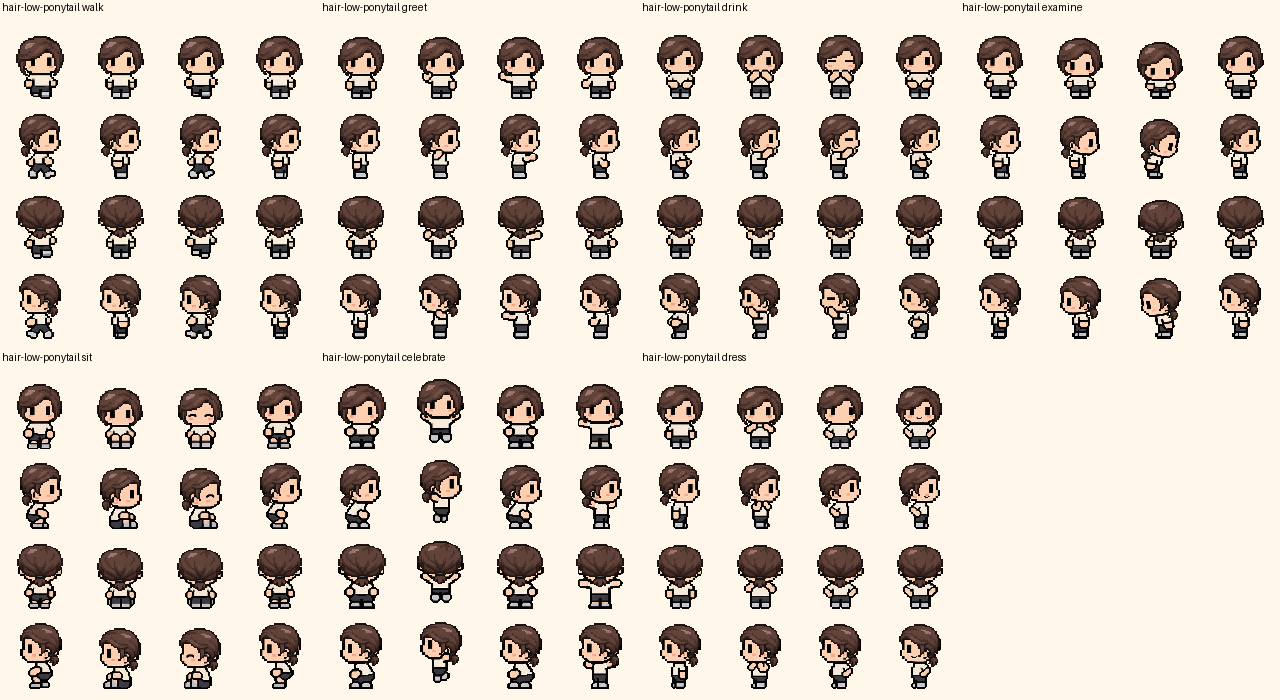 hair-low-ponytail walk
hair-low-ponytail greet
hair-low-ponytail drink
hair-low-ponytail examine
hair-low-ponytail sit
hair-low-ponytail celebrate
hair-low-ponytail dress